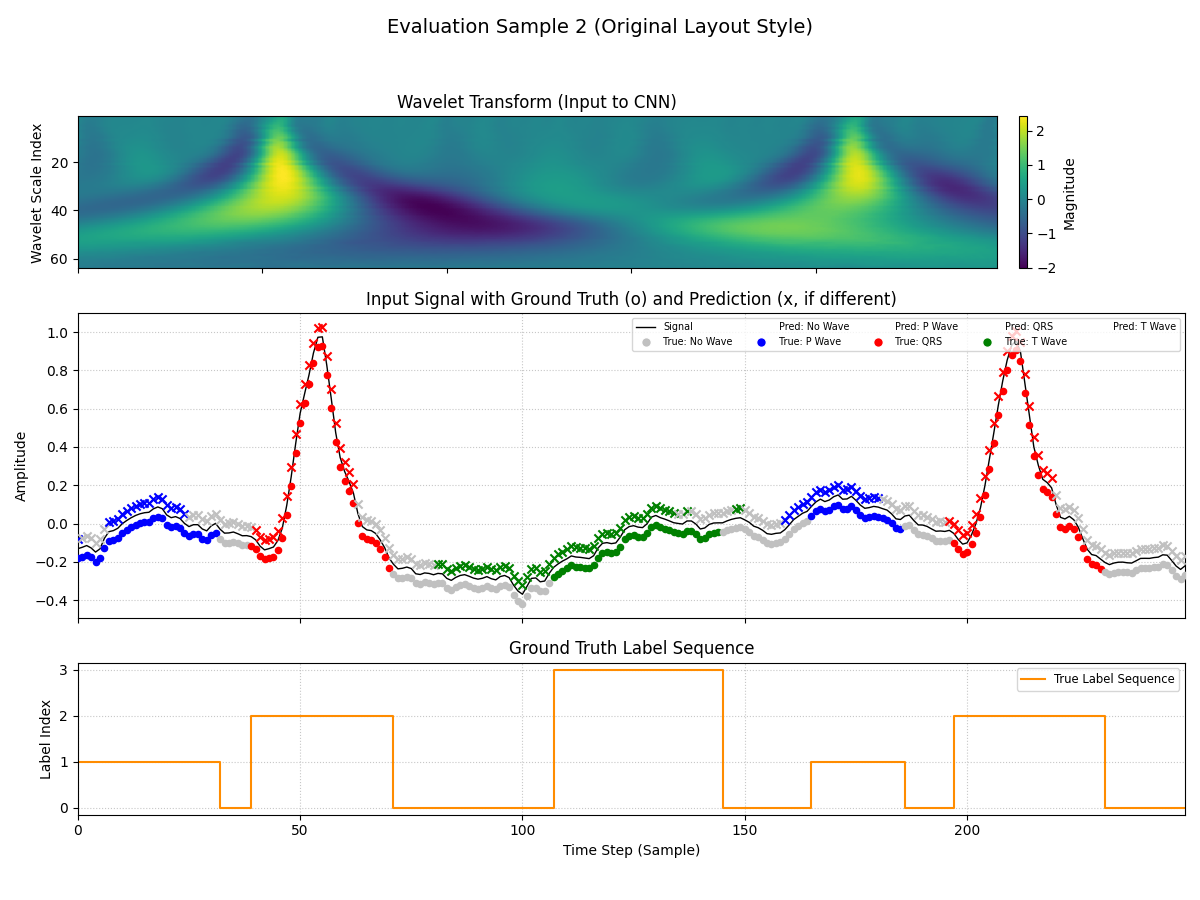 Evaluation Sample 2 (Original Layout Style)
Wavelet Transform (Input to CNN)
Wavelet Scale Index
20
40
60
2
1
0
−1
−2
Magnitude
Input Signal with Ground Truth (o) and Prediction (x, if different)
Amplitude
1.0
0.8
0.6
0.4
0.2
0.0
−0.2
−0.4
Signal Pred: No Wave Pred: P Wave Pred: QRS Pred: T Wave
True: No Wave True: P Wave True: QRS True: T Wave
Ground Truth Label Sequence
Label Index
3
2
1
0
True Label Sequence
0 50 100 150 200
Time Step (Sample)